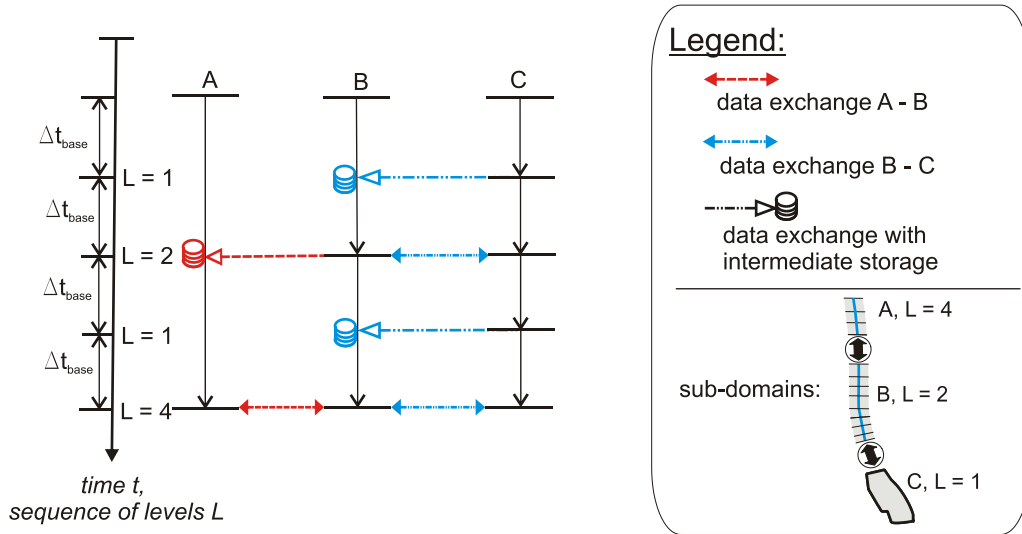 A
B
C
Δt_base
L = 1
Δt_base
L = 2
Δt_base
L = 1
Δt_base
L = 4
time t,
sequence of levels L
Legend:
data exchange A - B
data exchange B - C
data exchange with
intermediate storage
A, L = 4
sub-domains:
B, L = 2
C, L = 1